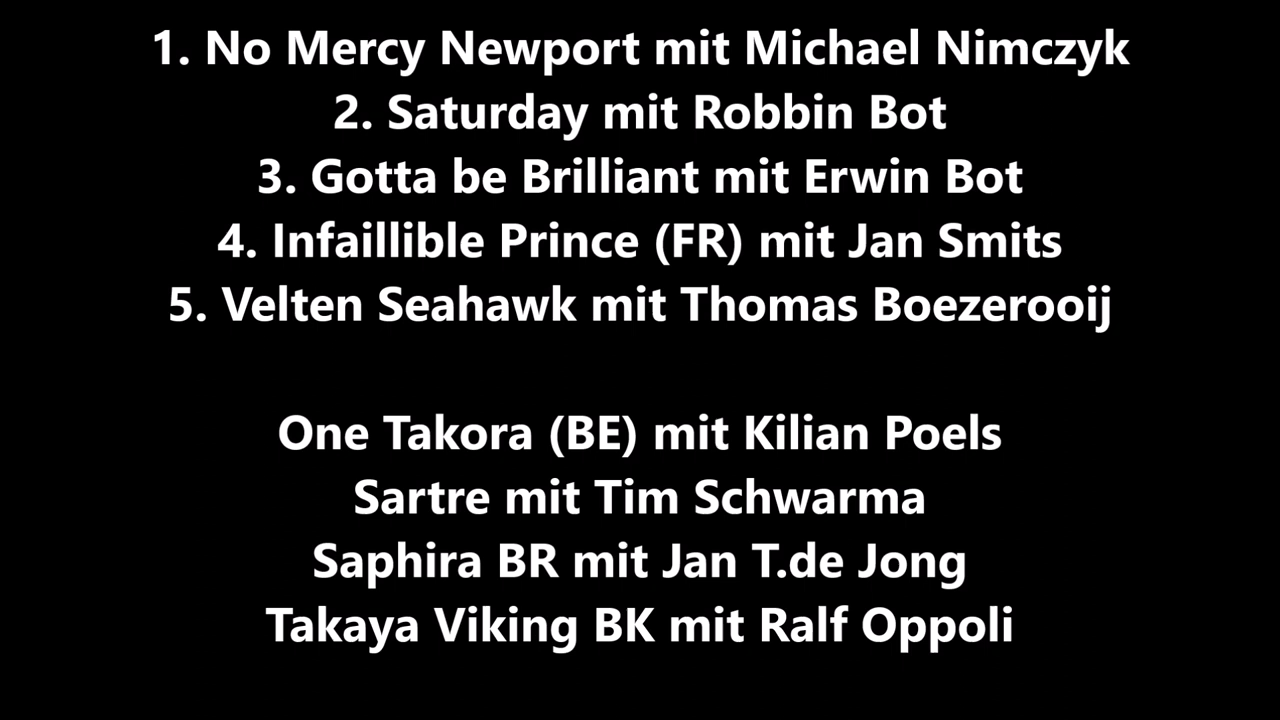 1. No Mercy Newport mit Michael Nimczyk
2. Saturday mit Robbin Bot
3. Gotta be Brilliant mit Erwin Bot
4. Infaillible Prince (FR) mit Jan Smits
5. Velten Seahawk mit Thomas Boezerooij
One Takora (BE) mit Kilian Poels
Sartre mit Tim Schwarma
Saphira BR mit Jan T.de Jong
Takaya Viking BK mit Ralf Oppoli